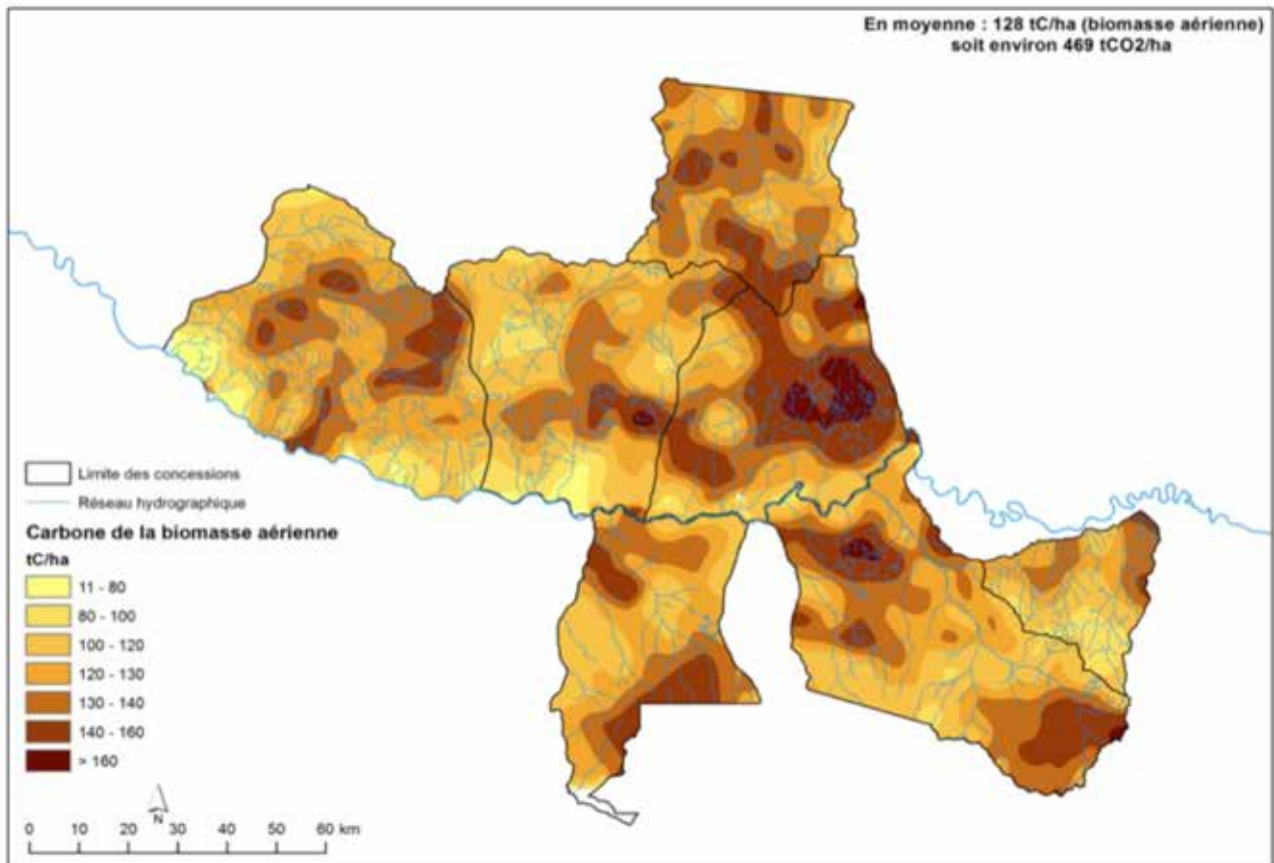 En moyenne : 128 tC/ha (biomasse aérienne)
soit environ 469 tCO2/ha
Limite des concessions
Réseau hydrographique
Carbone de la biomasse aérienne
tC/ha
11 - 80
80 - 100
100 - 120
120 - 130
130 - 140
140 - 160
> 160
N
0 10 20 30 40 50 60 km